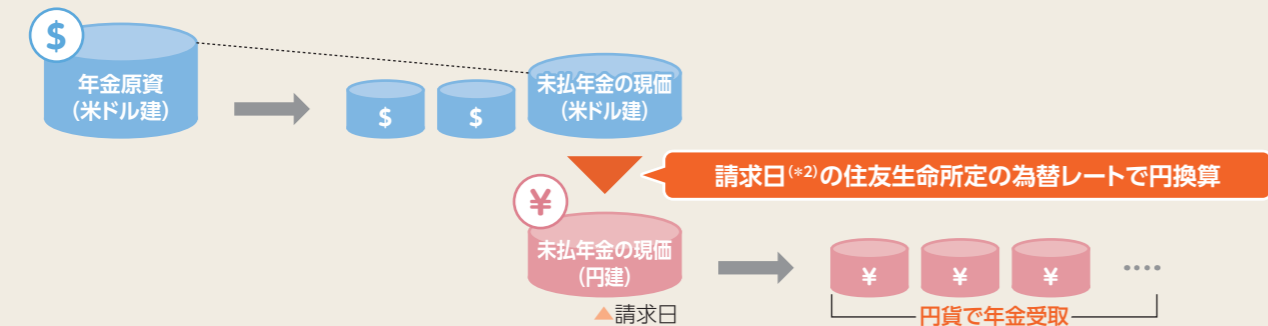 $
年金原資
(米ドル建)
$
$
未払年金の現価
(米ドル建)
請求日(*2)の住友生命所定の為替レートで円換算
¥
未払年金の現価
(円建)
▲請求日
¥
¥
¥
••••
円貨で年金受取